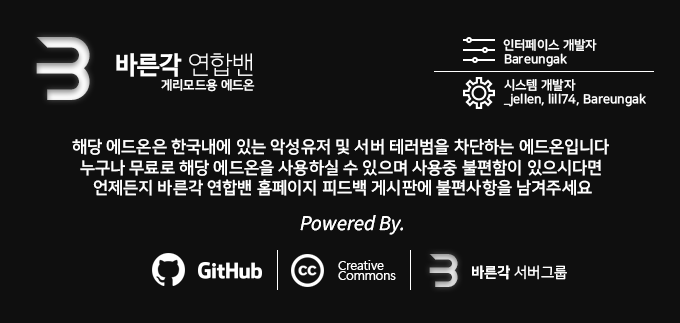 바른각 연합밴
게리모드용 에드온
인터페이스 개발자
Bareungak
시스템 개발자
_jellen, lill74, Bareungak
해당 에드온은 한국내에 있는 악성유저 및 서버 테러범을 차단하는 에드온입니다
누구나 무료로 해당 에드온을 사용하실 수 있으며 사용중 불편함이 있으시다면
언제든지 바른각 연합밴 홈페이지 피드백 게시판에 불편사항을 남겨주세요
Powered By.
GitHub
cc
Creative
Commons
바른각 서버그룹